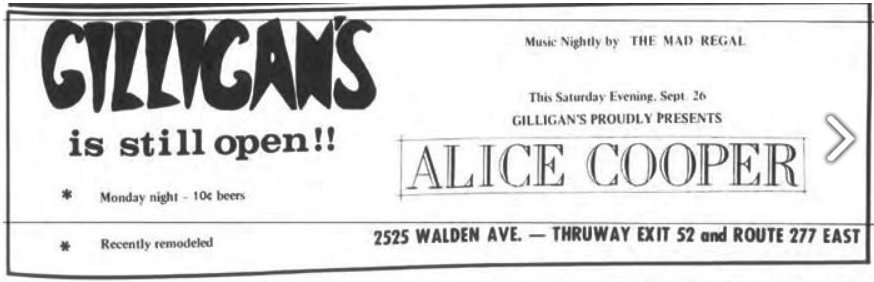 GILLIGAN'S
is still open!!
* Monday night - 10¢ beers
* Recently remodeled
Music Nightly by THE MAD REGAL
This Saturday Evening, Sept. 26
GILLIGAN'S PROUDLY PRESENTS
ALICE COOPER
2525 WALDEN AVE. — THRUWAY EXIT 52 and ROUTE 277 EAST